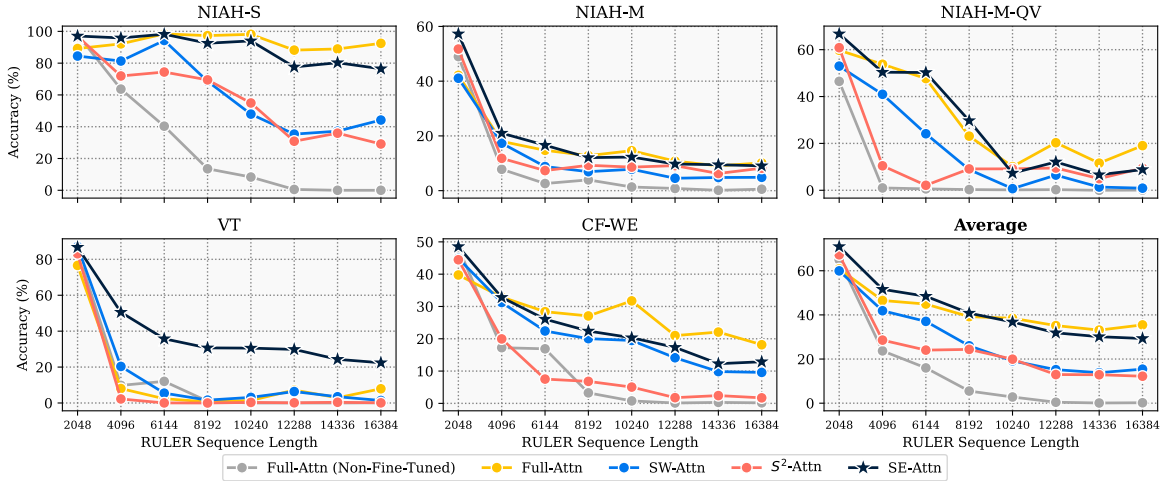 NIAH-S
NIAH-M
NIAH-M-QV
Accuracy (%)
100
80
60
40
20
0
60
40
20
0
60
40
20
0
VT
CF-WE
Average
Accuracy (%)
80
60
40
20
0
50
40
30
20
10
0
60
40
20
0
2048 4096 6144 8192 10240 12288 14336 16384
2048 4096 6144 8192 10240 12288 14336 16384
2048 4096 6144 8192 10240 12288 14336 16384
RULER Sequence Length
RULER Sequence Length
RULER Sequence Length
Full-Attn (Non-Fine-Tuned) Full-Attn SW-Attn S²-Attn SE-Attn